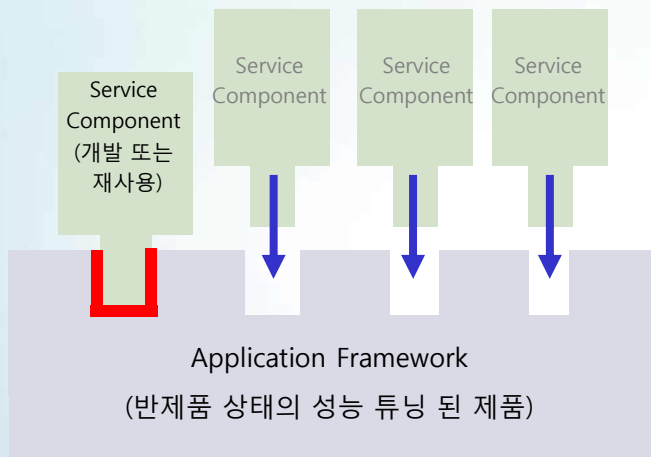 Service
Component
(개발 또는
재사용)
Service
Component
Service
Component
Service
Component
Application Framework
(반제품 상태의 성능 튜닝 된 제품)